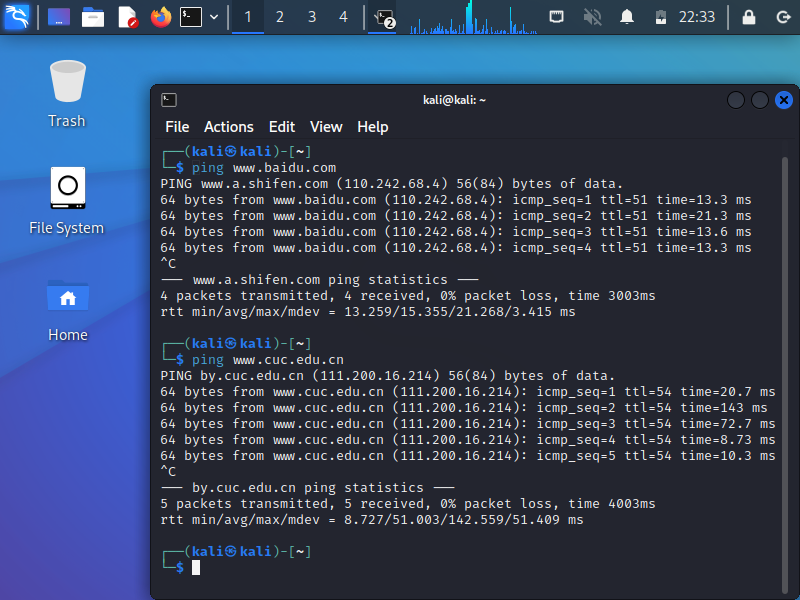 1 2 3 4 2 22:33
Trash
File System
Home
kali@kali: ~
File Actions Edit View Help
┌──(kali㉿kali)-[~]
└─$ ping www.baidu.com
PING www.a.shifen.com (110.242.68.4) 56(84) bytes of data.
64 bytes from www.baidu.com (110.242.68.4): icmp_seq=1 ttl=51 time=13.3 ms
64 bytes from www.baidu.com (110.242.68.4): icmp_seq=2 ttl=51 time=21.3 ms
64 bytes from www.baidu.com (110.242.68.4): icmp_seq=3 ttl=51 time=13.6 ms
64 bytes from www.baidu.com (110.242.68.4): icmp_seq=4 ttl=51 time=13.3 ms
^C
--- www.a.shifen.com ping statistics ---
4 packets transmitted, 4 received, 0% packet loss, time 3003ms
rtt min/avg/max/mdev = 13.259/15.355/21.268/3.415 ms
┌──(kali㉿kali)-[~]
└─$ ping www.cuc.edu.cn
PING by.cuc.edu.cn (111.200.16.214) 56(84) bytes of data.
64 bytes from www.cuc.edu.cn (111.200.16.214): icmp_seq=1 ttl=54 time=20.7 ms
64 bytes from www.cuc.edu.cn (111.200.16.214): icmp_seq=2 ttl=54 time=143 ms
64 bytes from www.cuc.edu.cn (111.200.16.214): icmp_seq=3 ttl=54 time=72.7 ms
64 bytes from www.cuc.edu.cn (111.200.16.214): icmp_seq=4 ttl=54 time=8.73 ms
64 bytes from www.cuc.edu.cn (111.200.16.214): icmp_seq=5 ttl=54 time=10.3 ms
^C
--- by.cuc.edu.cn ping statistics ---
5 packets transmitted, 5 received, 0% packet loss, time 4003ms
rtt min/avg/max/mdev = 8.727/51.003/142.559/51.409 ms
┌──(kali㉿kali)-[~]
└─$